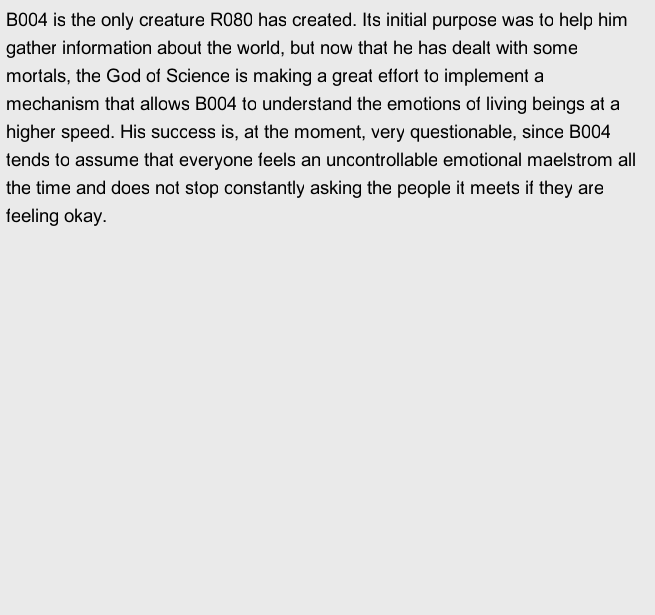 B004 is the only creature R080 has created. Its initial purpose was to help him
gather information about the world, but now that he has dealt with some
mortals, the God of Science is making a great effort to implement a
mechanism that allows B004 to understand the emotions of living beings at a
higher speed. His success is, at the moment, very questionable, since B004
tends to assume that everyone feels an uncontrollable emotional maelstrom all
the time and does not stop constantly asking the people it meets if they are
feeling okay.